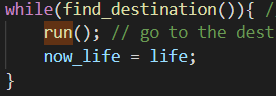 while(find_destination()){ /
run(); // go to the dest
now_life = life;
}